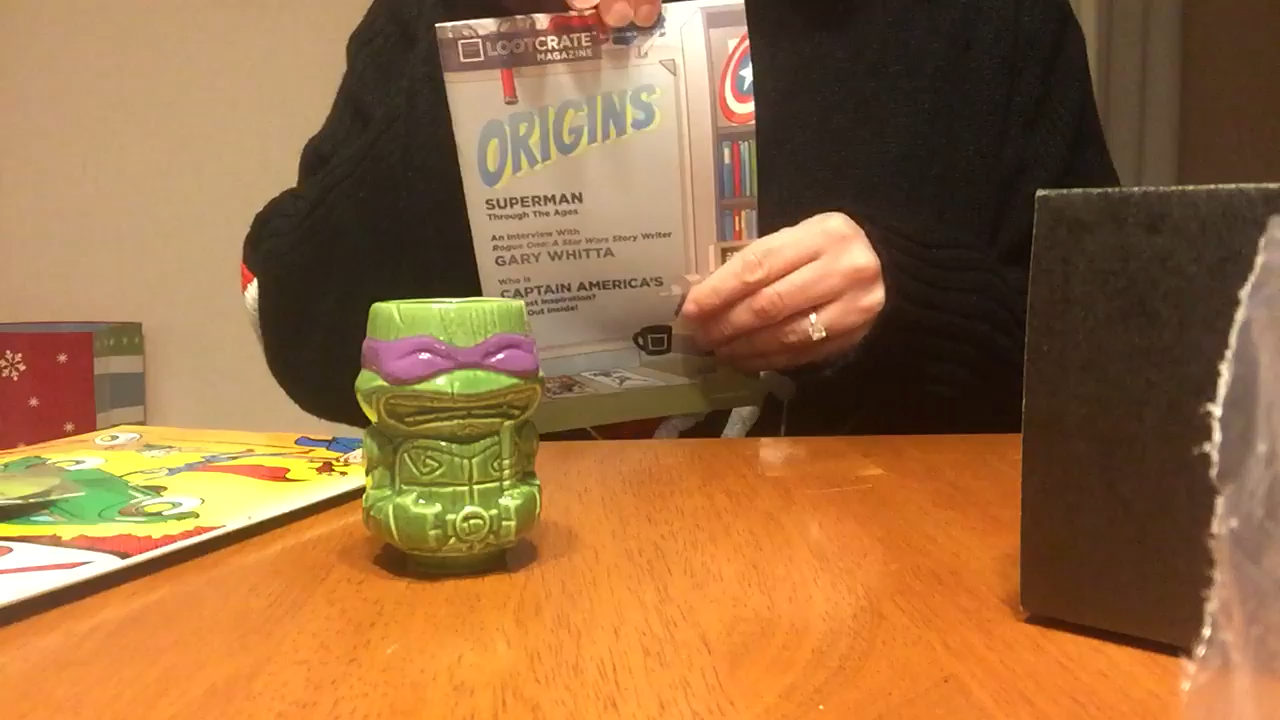 LOOTCRATE
MAGAZINE
ORIGINS
SUPERMAN
Through The Ages
An Interview With
Rogue One: A Star Wars Story Writer
GARY WHITTA
Who is
CAPTAIN AMERICA'S
Inspiration?
Out Inside!